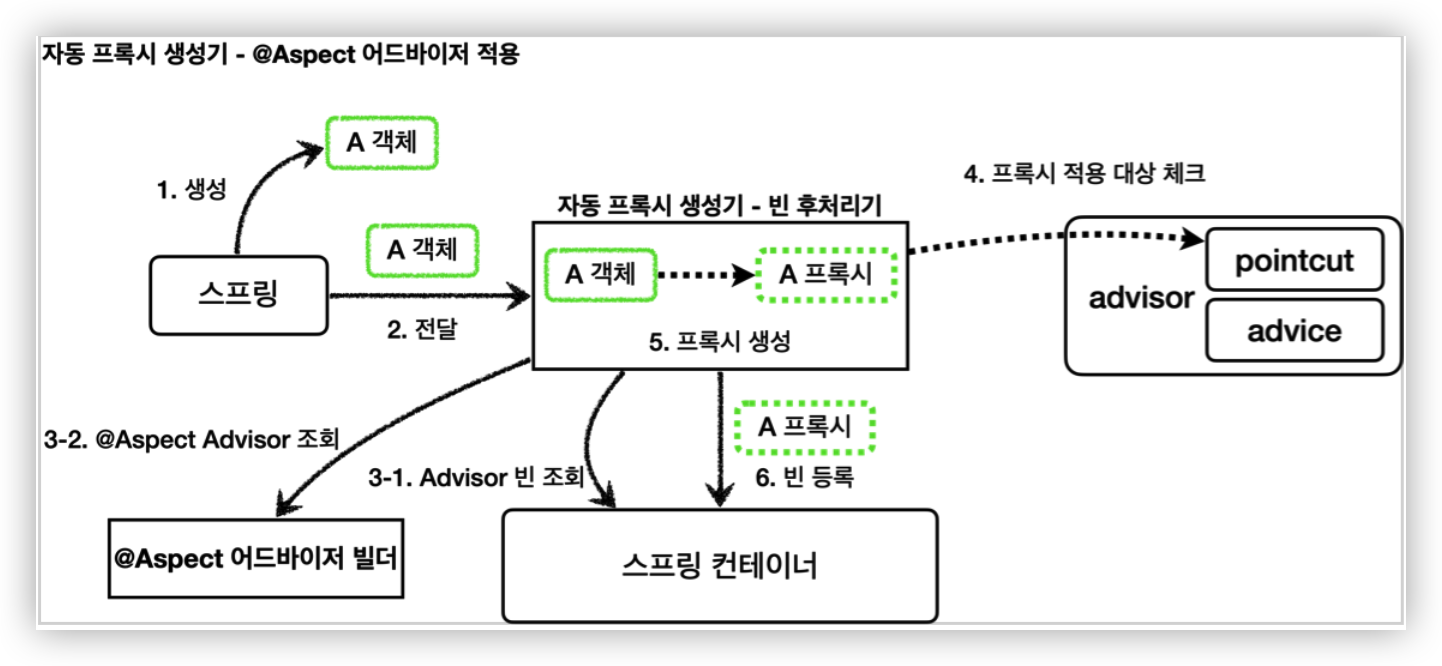 자동 프록시 생성기 - @Aspect 어드바이저 적용
A 객체
1. 생성
4. 프록시 적용 대상 체크
자동 프록시 생성기 - 빈 후처리기
A 객체
A 객체
A 프록시
pointcut
스프링
advisor
2. 전달
5. 프록시 생성
advice
A 프록시
3-2. @Aspect Advisor 조회
3-1. Advisor 빈 조회
6. 빈 등록
@Aspect 어드바이저 빌더
스프링 컨테이너